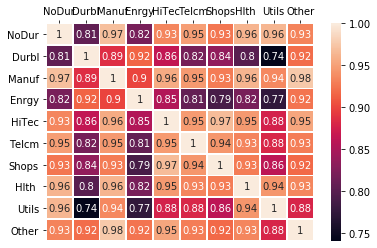 NoDur Durbl Manuf Enrgy HiTec Telcm Shops Hlth Utils Other
NoDur 1 0.81 0.97 0.82 0.93 0.95 0.93 0.96 0.96 0.93
Durbl 0.81 1 0.89 0.92 0.86 0.82 0.84 0.8 0.74 0.92
Manuf 0.97 0.89 1 0.9 0.96 0.95 0.93 0.96 0.94 0.98
Enrgy 0.82 0.92 0.9 1 0.85 0.81 0.79 0.82 0.77 0.92
HiTec 0.93 0.86 0.96 0.85 1 0.95 0.97 0.95 0.88 0.95
Telcm 0.95 0.82 0.95 0.81 0.95 1 0.94 0.93 0.88 0.93
Shops 0.93 0.84 0.93 0.79 0.97 0.94 1 0.93 0.86 0.92
Hlth 0.96 0.8 0.96 0.82 0.95 0.93 0.93 1 0.94 0.93
Utils 0.96 0.74 0.94 0.77 0.88 0.88 0.86 0.94 1 0.88
Other 0.93 0.92 0.98 0.92 0.95 0.93 0.92 0.93 0.88 1
1.00
0.95
0.90
0.85
0.80
0.75